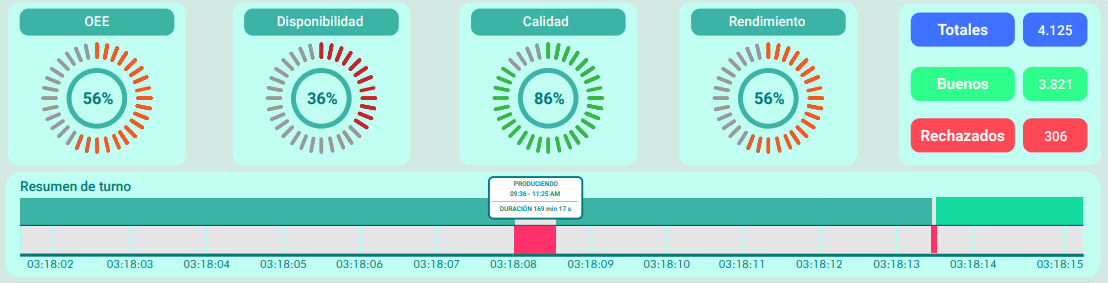 OEE
56%
Disponibilidad
36%
Calidad
86%
Rendimiento
56%
Totales 4.125
Buenos 3.821
Rechazados 306
Resumen de turno
PRODUCIENDO
09:36 - 11:25 AM
DURACIÓN 169 min 17 s
03:18:02 03:18:03 03:18:04 03:18:05 03:18:06 03:18:07 03:18:08 03:18:09 03:18:10 03:18:11 03:18:12 03:18:13 03:18:14 03:18:15